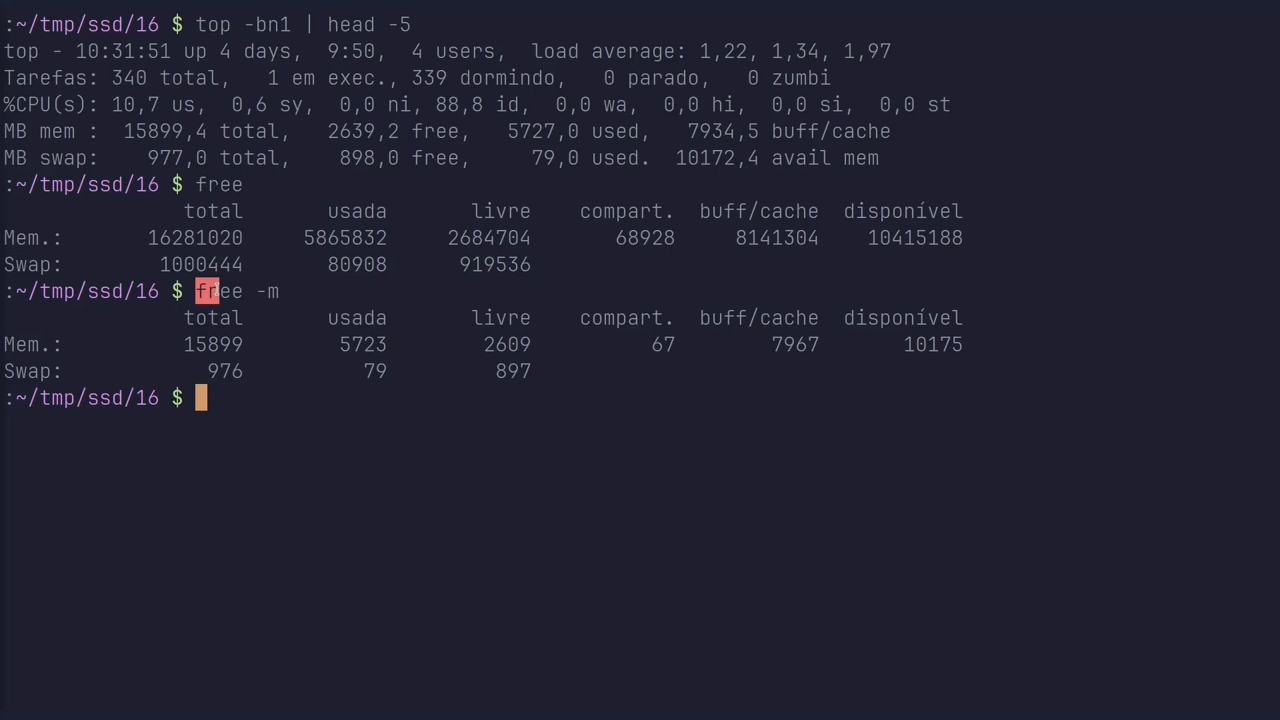 :~/tmp/ssd/16 $ top -bn1 | head -5
top - 10:31:51 up 4 days,  9:50,  4 users,  load average: 1,22, 1,34, 1,97
Tarefas: 340 total,   1 em exec., 339 dormindo,   0 parado,   0 zumbi
%CPU(s): 10,7 us,  0,6 sy,  0,0 ni, 88,8 id,  0,0 wa,  0,0 hi,  0,0 si,  0,0 st
MB mem :  15899,4 total,   2639,2 free,   5727,0 used,   7934,5 buff/cache
MB swap:    977,0 total,    898,0 free,     79,0 used.  10172,4 avail mem
:~/tmp/ssd/16 $ free
               total       usada       livre    compart.  buff/cache  disponível
Mem.:       16281020     5865832     2684704       68928     8141304    10415188
Swap:        1000444       80908      919536
:~/tmp/ssd/16 $ free -m
               total       usada       livre    compart.  buff/cache  disponível
Mem.:          15899        5723        2609          67        7967       10175
Swap:            976          79         897
:~/tmp/ssd/16 $